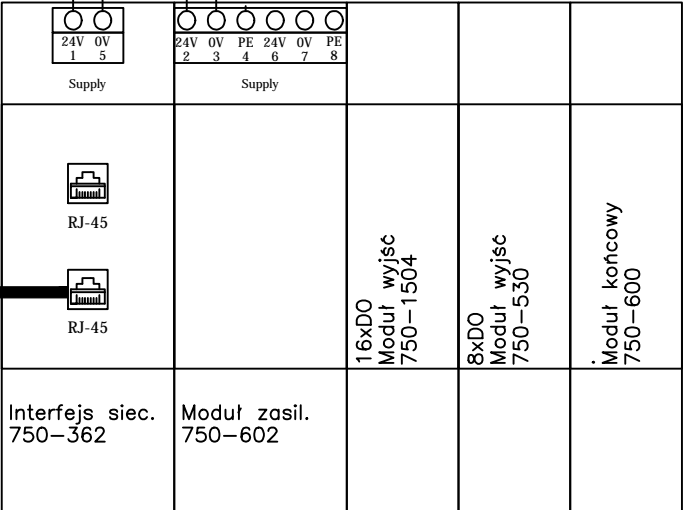 24V 0V
1 5
Supply
24V 0V PE 24V 0V PE
2 3 4 6 7 8
Supply
RJ-45
RJ-45
16xDO
Moduł wyjść
750-1504
8xDO
Moduł wyjść
750-530
.
Moduł końcowy
750-600
Interfejs siec.
750-362
Moduł zasil.
750-602